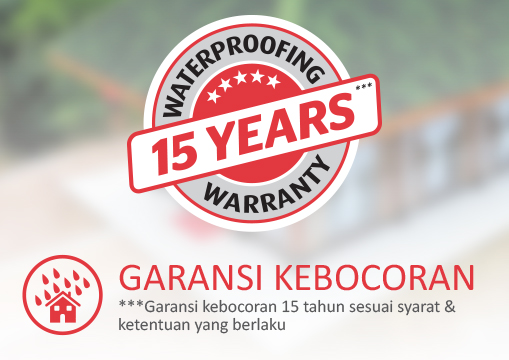 WATERPROOFING
15 YEARS***
WARRANTY
GARANSI KEBOCORAN
***Garansi kebocoran 15 tahun sesuai syarat &
ketentuan yang berlaku